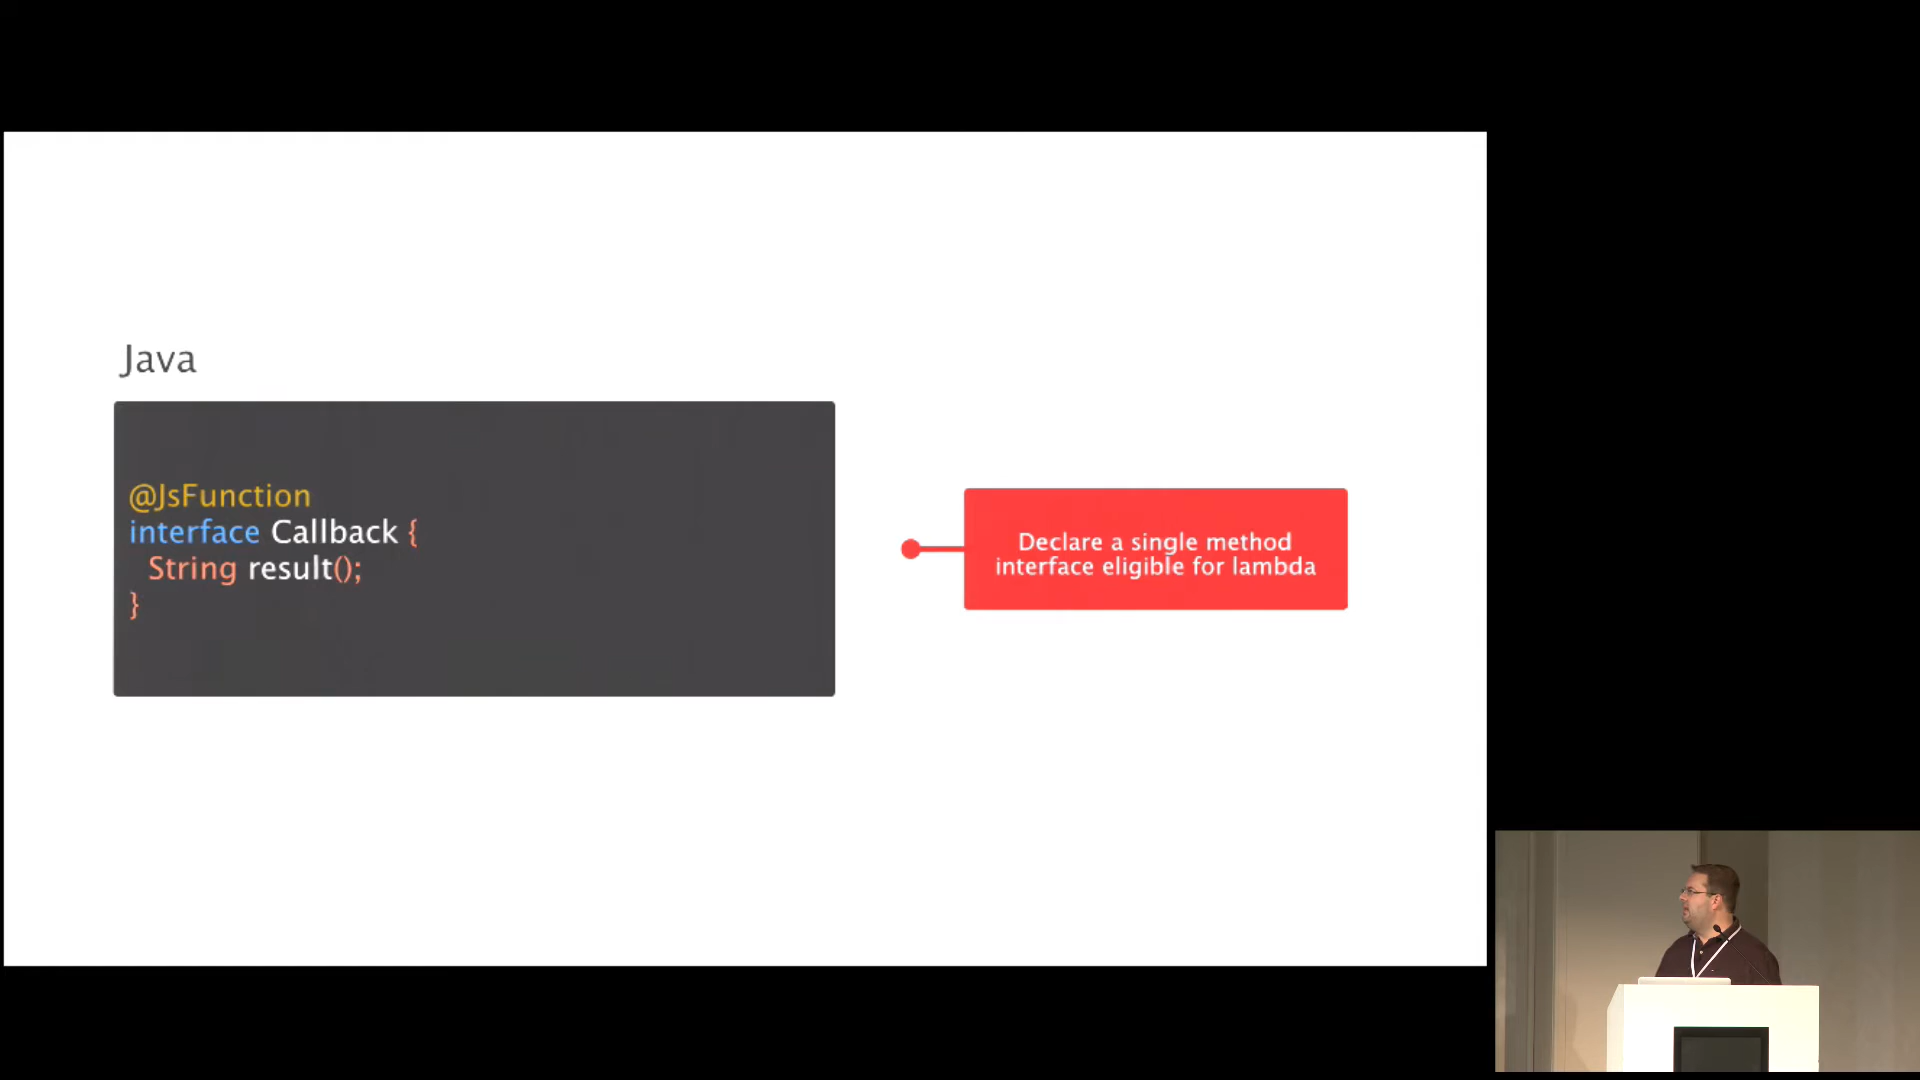 Java
@JsFunction
interface Callback {
String result();
}
Declare a single method
interface eligible for lambda